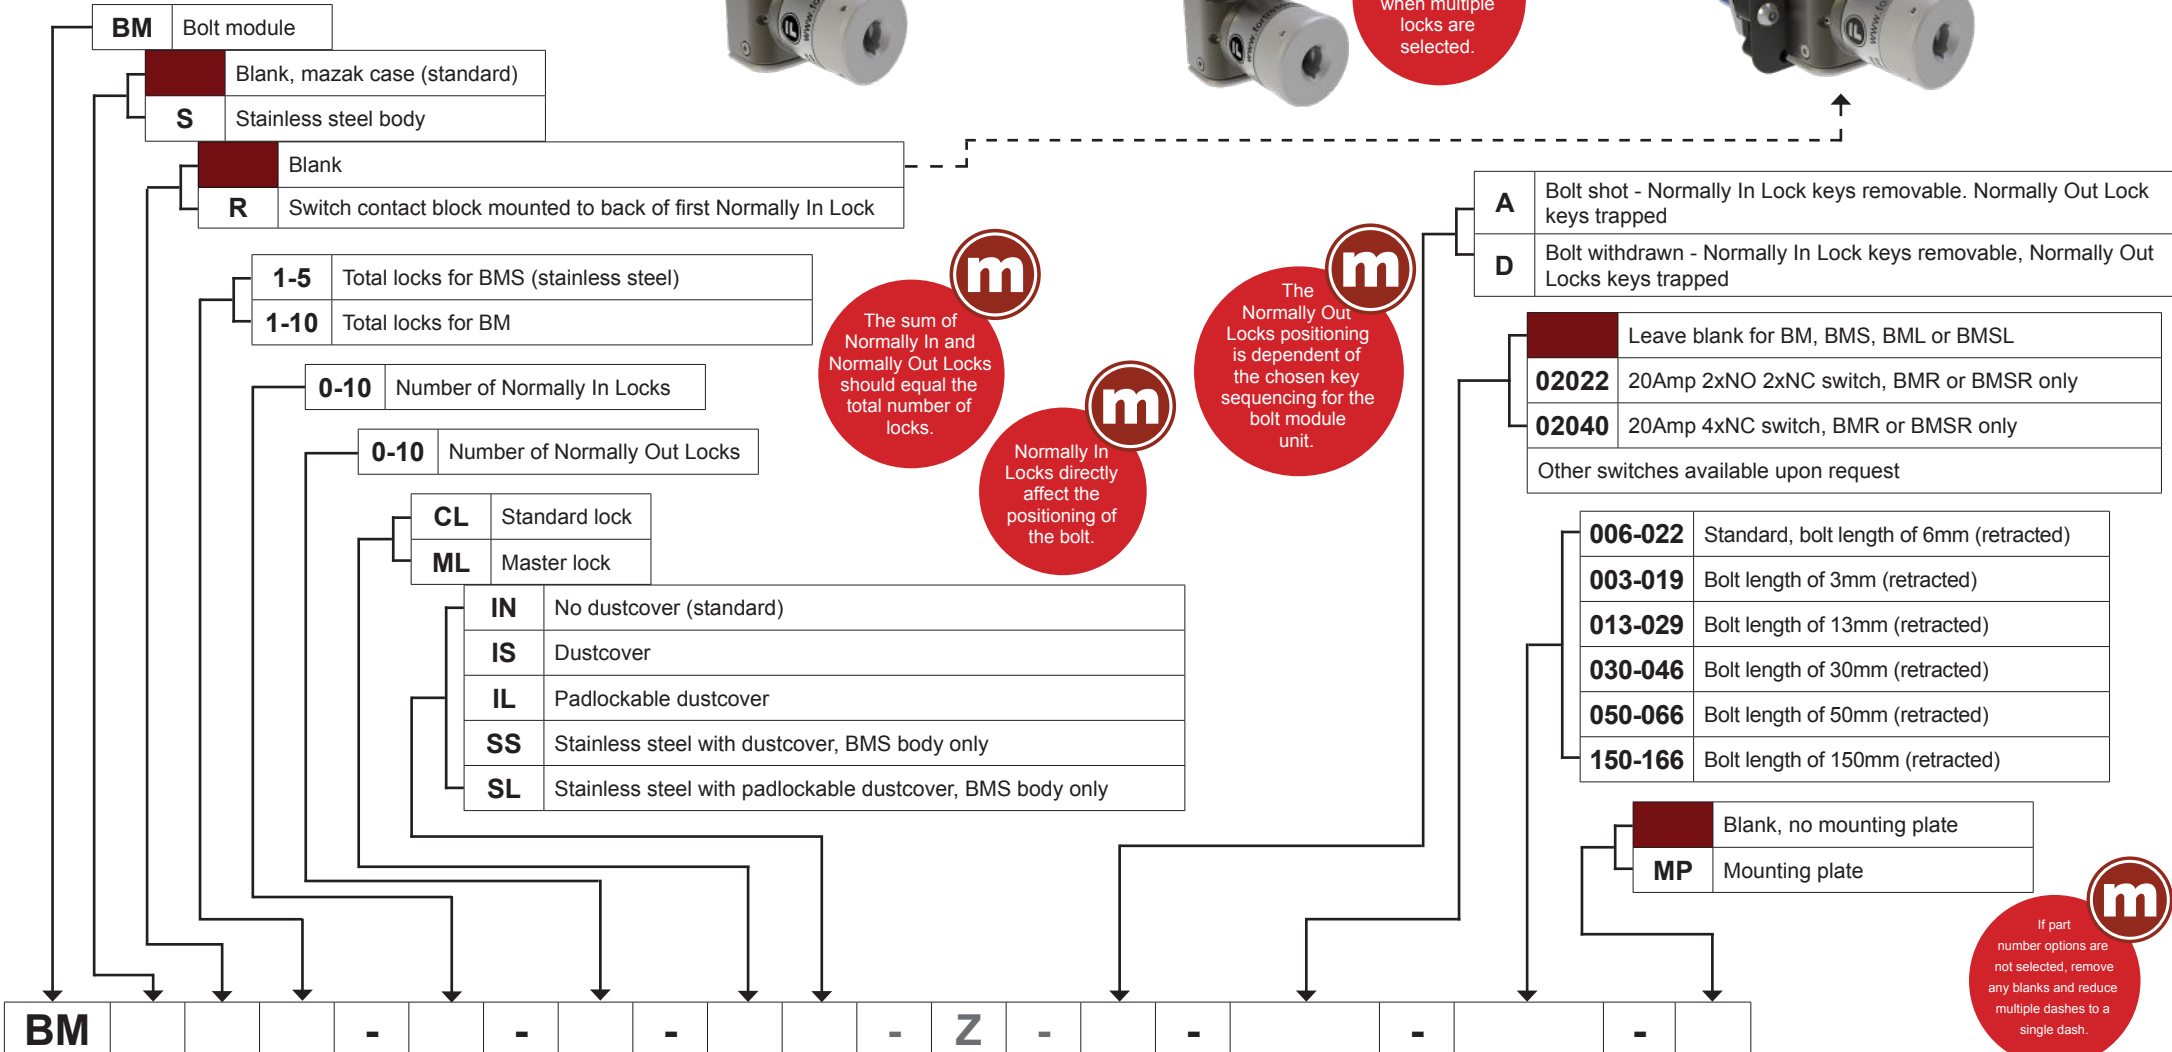 when multiple
locks are
selected.
BM Bolt module
Blank, mazak case (standard)
S Stainless steel body
Blank
R Switch contact block mounted to back of first Normally In Lock
1-5 Total locks for BMS (stainless steel)
1-10 Total locks for BM
0-10 Number of Normally In Locks
0-10 Number of Normally Out Locks
CL Standard lock
ML Master lock
IN No dustcover (standard)
IS Dustcover
IL Padlockable dustcover
SS Stainless steel with dustcover, BMS body only
SL Stainless steel with padlockable dustcover, BMS body only
m
The sum of
Normally In and
Normally Out Locks
should equal the
total number of
locks.
m
Normally In
Locks directly
affect the
positioning of
the bolt.
m
The
Normally Out
Locks positioning
is dependent of
the chosen key
sequencing for the
bolt module
unit.
A Bolt shot - Normally In Lock keys removable. Normally Out Lock
keys trapped
D Bolt withdrawn - Normally In Lock keys removable, Normally Out
Locks keys trapped
Leave blank for BM, BMS, BML or BMSL
02022 20Amp 2xNO 2xNC switch, BMR or BMSR only
02040 20Amp 4xNC switch, BMR or BMSR only
Other switches available upon request
006-022 Standard, bolt length of 6mm (retracted)
003-019 Bolt length of 3mm (retracted)
013-029 Bolt length of 13mm (retracted)
030-046 Bolt length of 30mm (retracted)
050-066 Bolt length of 50mm (retracted)
150-166 Bolt length of 150mm (retracted)
Blank, no mounting plate
MP Mounting plate
m
If part
number options are
not selected, remove
any blanks and reduce
multiple dashes to a
single dash.
BM - - - - Z - - - -